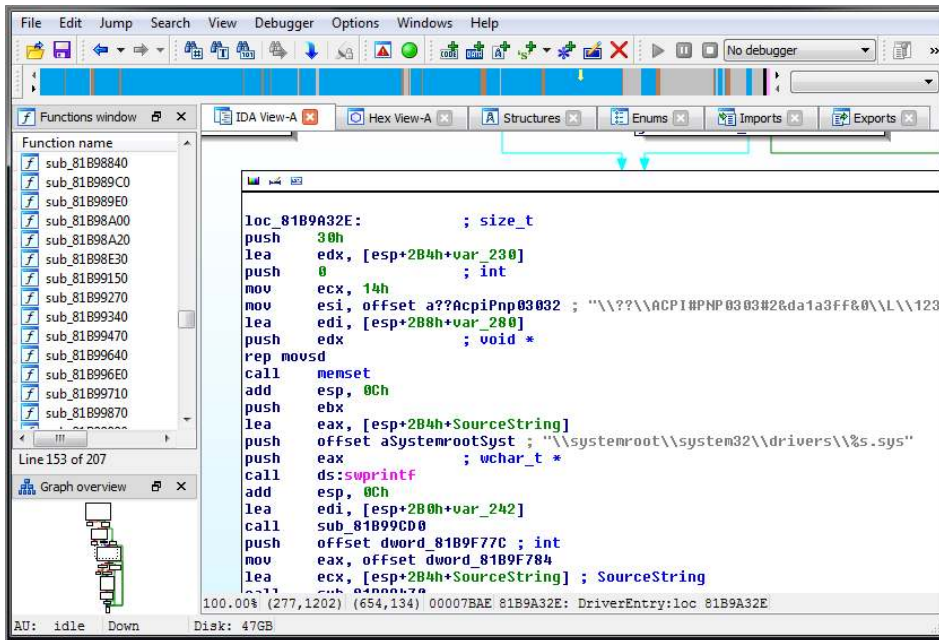 File Edit Jump Search View Debugger Options Windows Help
No debugger
Functions window
IDA View-A
Hex View-A
Structures
Enums
Imports
Exports
Function name
sub_81B98840
sub_81B989C0
sub_81B989E0
sub_81B98A00
sub_81B98A20
sub_81B98E30
sub_81B99150
sub_81B99270
sub_81B99340
sub_81B99470
sub_81B99640
sub_81B996E0
sub_81B99710
sub_81B99870
Line 153 of 207
Graph overview
loc_81B9A32E: ; size_t
push 30h
lea edx, [esp+2B4h+var_230]
push 0 ; int
mov ecx, 14h
mov esi, offset a??AcpiPnp03032 ; "\\??\\ACPI#PNP0303#2&da1a3ff&0\\L\\123
lea edi, [esp+2B8h+var_280]
push edx ; void *
rep movsd
call memset
add esp, 0Ch
push ebx
lea eax, [esp+2B4h+SourceString]
push offset aSystemrootSyst ; "\\systemroot\\system32\\drivers\\%s.sys"
push eax ; wchar_t *
call ds:swprintf
add esp, 0Ch
lea edi, [esp+2B0h+var_242]
call sub_81B99CD0
push offset dword_81B9F77C ; int
mov eax, offset dword_81B9F784
lea ecx, [esp+2B4h+SourceString] ; SourceString
100.00% (277,1202) (654,134) 00007BAE 81B9A32E: DriverEntry:loc 81B9A32E
AU: idle Down Disk: 47GB